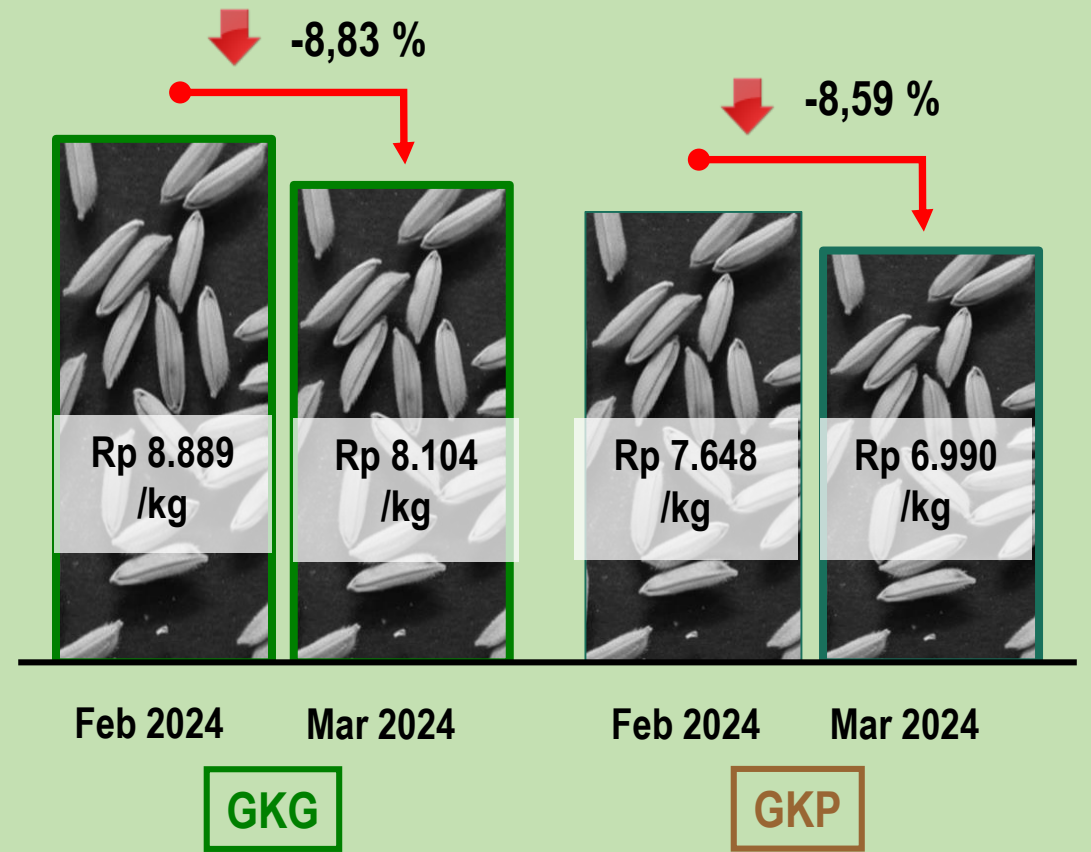 -8,83 %
-8,59 %
Rp 8.889
/kg
Rp 8.104
/kg
Rp 7.648
/kg
Rp 6.990
/kg
Feb 2024
Mar 2024
Feb 2024
Mar 2024
GKG
GKP